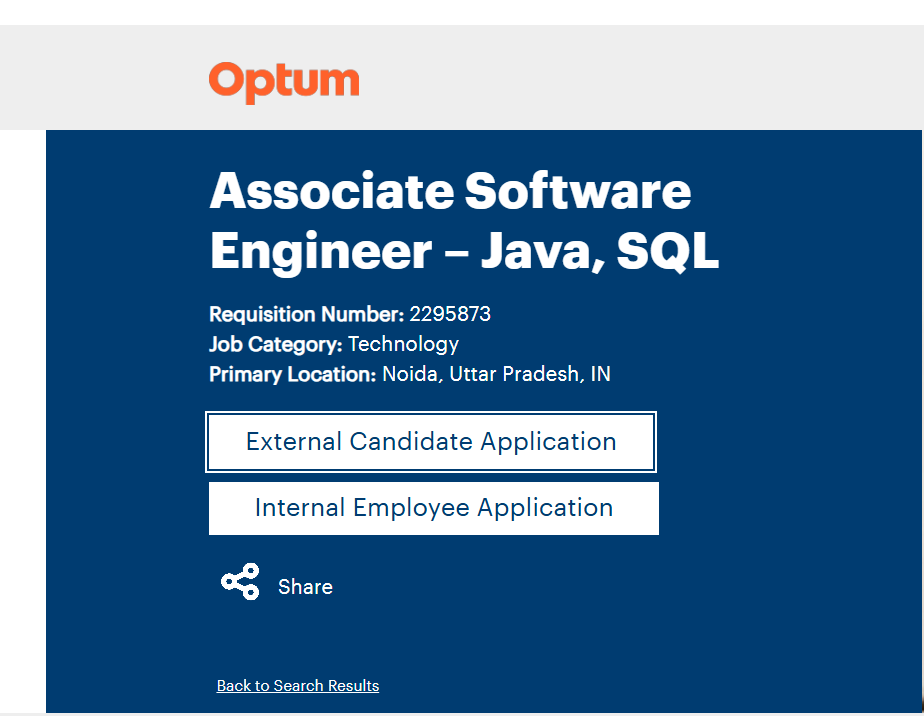 Optum
Associate Software
Engineer – Java, SQL
Requisition Number: 2295873
Job Category: Technology
Primary Location: Noida, Uttar Pradesh, IN
External Candidate Application
Internal Employee Application
Share
Back to Search Results